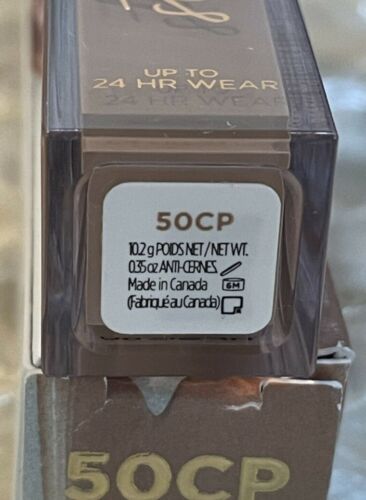 UP TO
24 HR WEAR
24 HR WEAR
50CP
10.2 g POIDS NET / NET WT.
0.35 oz ANTI-CERNES
Made in Canada 6M
(Fabriqué au Canada)
50CP